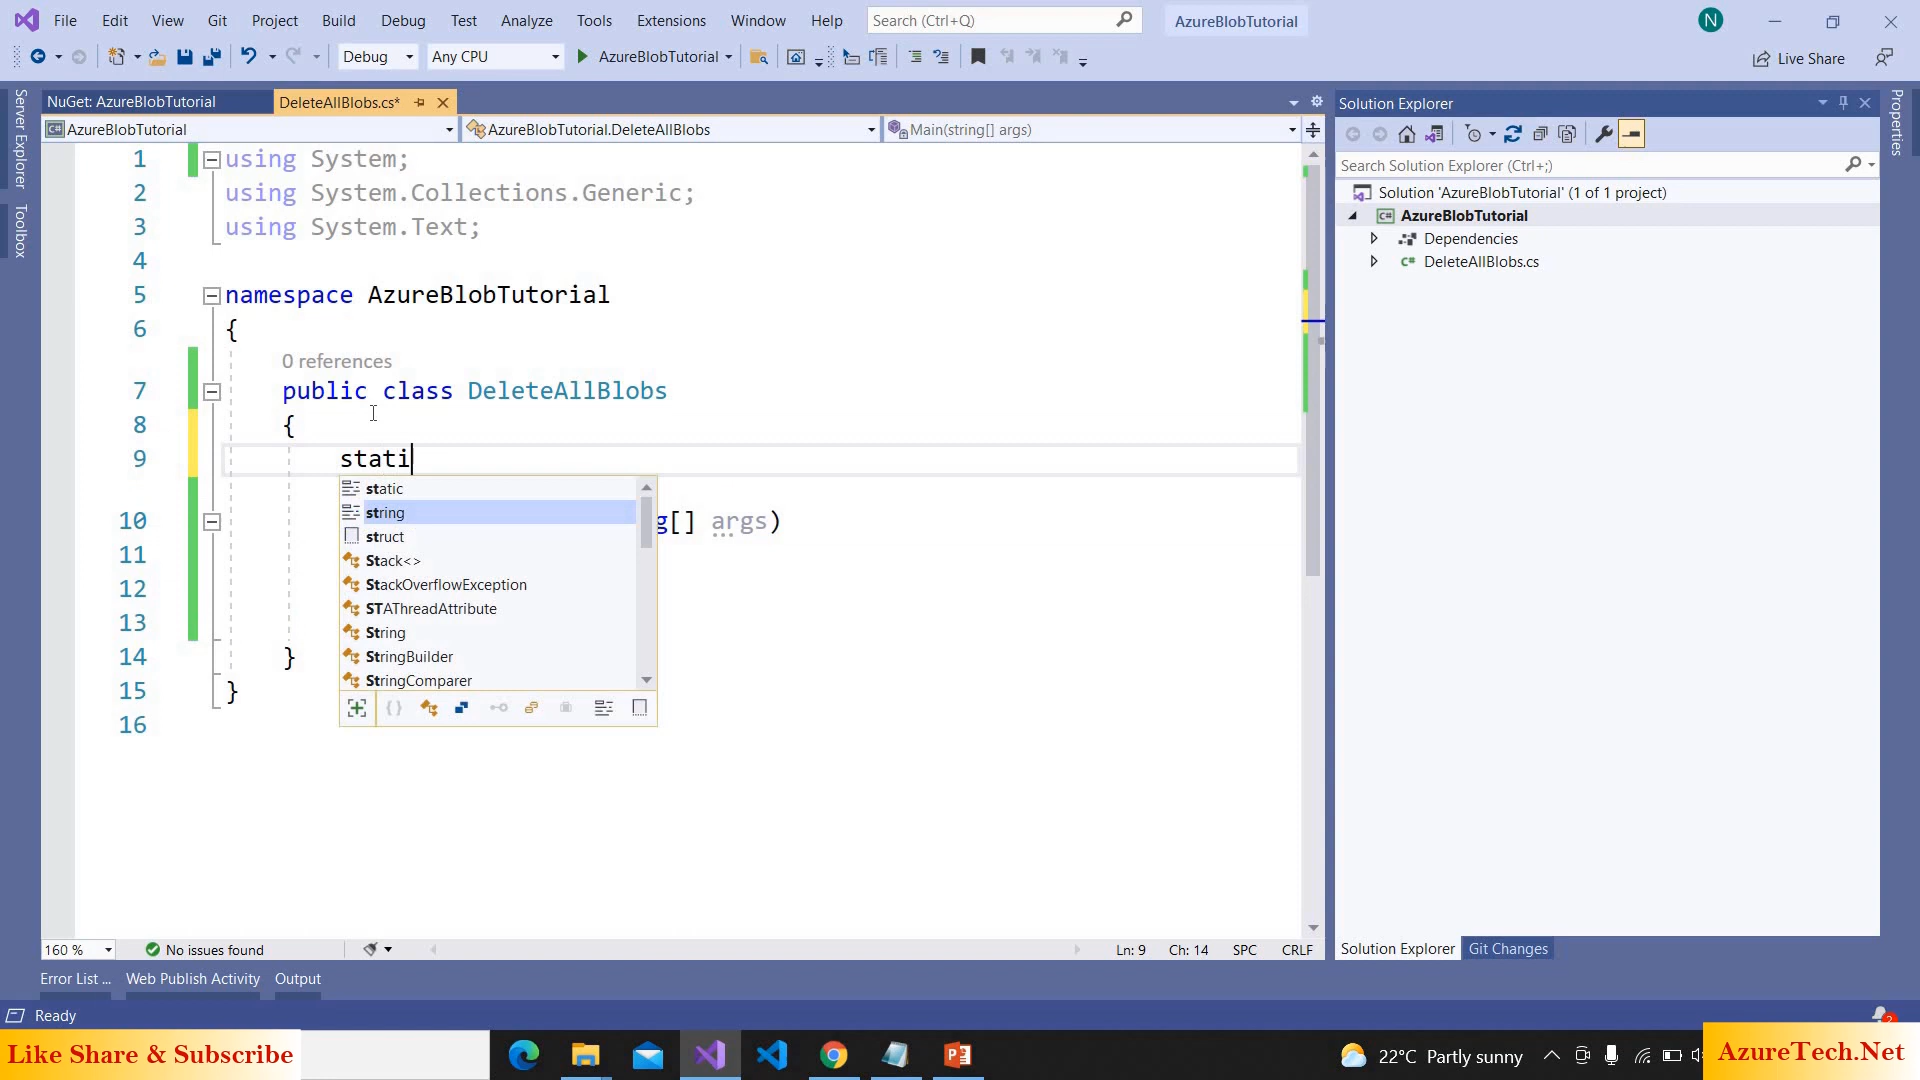 File Edit View Git Project Build Debug Test Analyze Tools Extensions Window Help Search (Ctrl+Q) AzureBlobTutorial N
Debug Any CPU AzureBlobTutorial Live Share
Server Explorer
Toolbox
NuGet: AzureBlobTutorial DeleteAllBlobs.cs*
AzureBlobTutorial AzureBlobTutorial.DeleteAllBlobs Main(string[] args)
1 using System;
2 using System.Collections.Generic;
3 using System.Text;
4
5 namespace AzureBlobTutorial
6 {
0 references
7 public class DeleteAllBlobs
8 {
9 stati
10 g[] args)
11
12
13
14 }
15 }
16
static
string
struct
Stack<>
StackOverflowException
STAThreadAttribute
String
StringBuilder
StringComparer
160 % No issues found Ln: 9 Ch: 14 SPC CRLF
Solution Explorer
Search Solution Explorer (Ctrl+;)
Solution 'AzureBlobTutorial' (1 of 1 project)
C# AzureBlobTutorial
Dependencies
C# DeleteAllBlobs.cs
Solution Explorer Git Changes
Properties
Error List ... Web Publish Activity Output
Ready 2
Like Share & Subscribe
22°C Partly sunny
AzureTech.Net